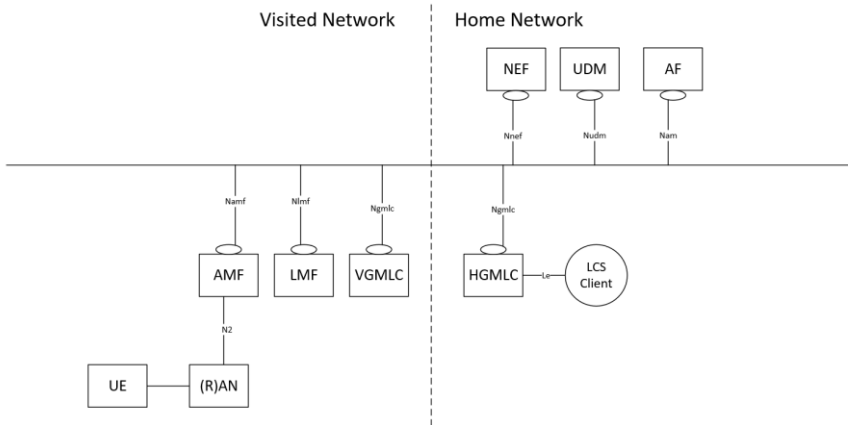 Visited Network
Home Network
NEF
UDM
AF
Nnef
Nudm
Nam
Namf
Nlmf
Ngmlc
Ngmlc
AMF
LMF
VGMLC
HGMLC
Le
LCS
Client
N2
UE
(R)AN